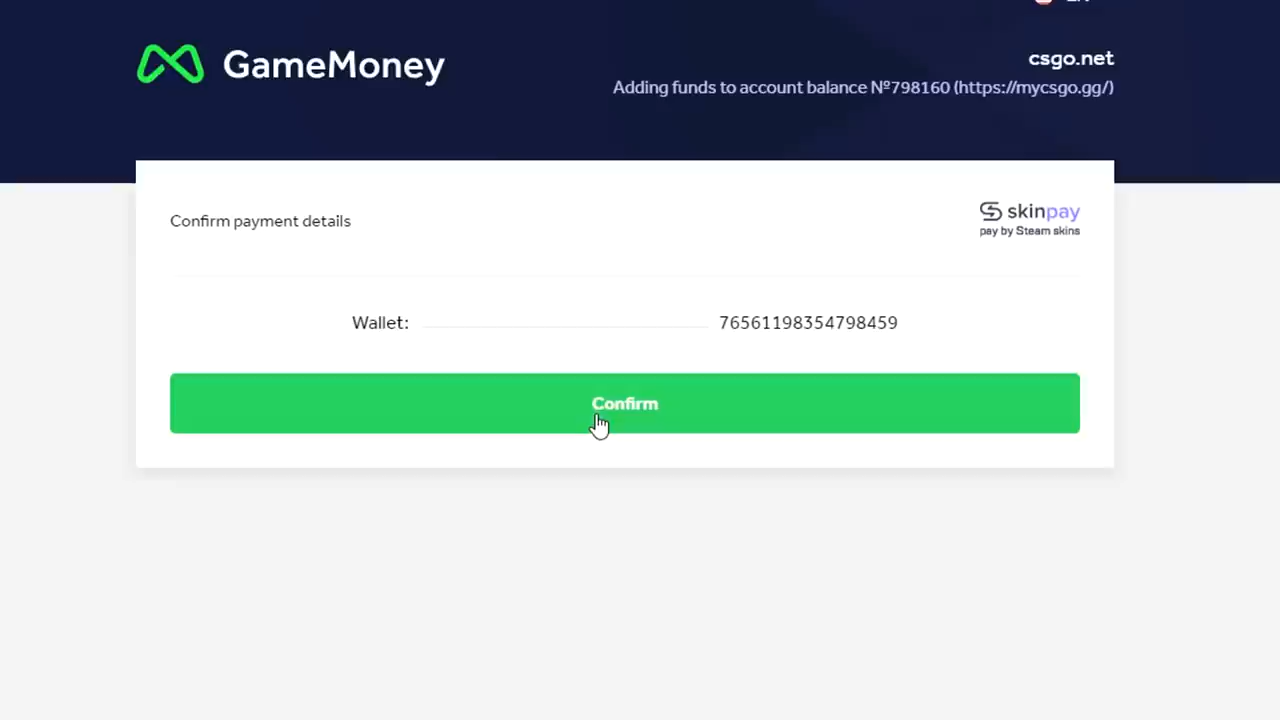 GameMoney
csgo.net
Adding funds to account balance №798160 (https://mycsgo.gg/)
Confirm payment details
skinpay
pay by Steam skins
Wallet: 76561198354798459
Confirm